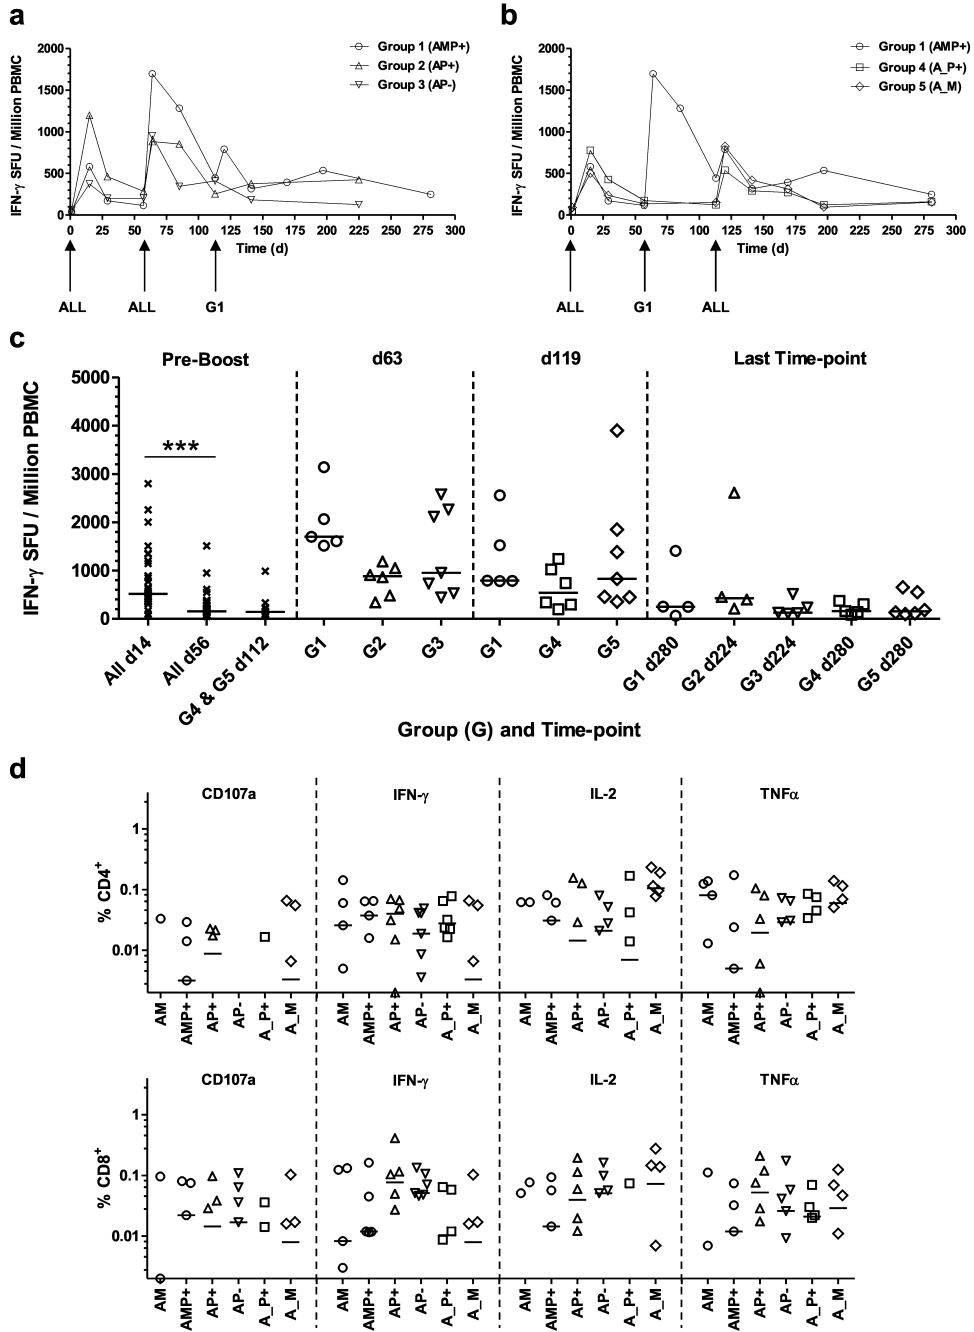 a
b
Group 1 (AMP+)
Group 2 (AP+)
Group 3 (AP-)
IFN-γ SFU / Million PBMC
2000
1500
1000
500
0
0 25 50 75 100 125 150 175 200 225 250 275 300
Time (d)
ALL ALL G1
Group 1 (AMP+)
Group 4 (A_P+)
Group 5 (A_M)
IFN-γ SFU / Million PBMC
2000
1500
1000
500
0
0 25 50 75 100 125 150 175 200 225 250 275 300
Time (d)
ALL G1 ALL
c
Pre-Boost d63 d119 Last Time-point
IFN-γ SFU / Million PBMC
5000
4000
3000
2000
1000
0
***
All d14 All d56 G4 & G5 d112 G1 G2 G3 G1 G4 G5 G1 d280 G2 d224 G3 d224 G4 d280 G5 d280
Group (G) and Time-point
d
CD107a IFN-γ IL-2 TNFα
% CD4+
1
0.1
0.01
AM AMP+ AP+ AP- A_P+ A_M AM AMP+ AP+ AP- A_P+ A_M AM AMP+ AP+ AP- A_P+ A_M AM AMP+ AP+ AP- A_P+ A_M
CD107a IFN-γ IL-2 TNFα
% CD8+
1
0.1
0.01
AM AMP+ AP+ AP- A_P+ A_M AM AMP+ AP+ AP- A_P+ A_M AM AMP+ AP+ AP- A_P+ A_M AM AMP+ AP+ AP- A_P+ A_M